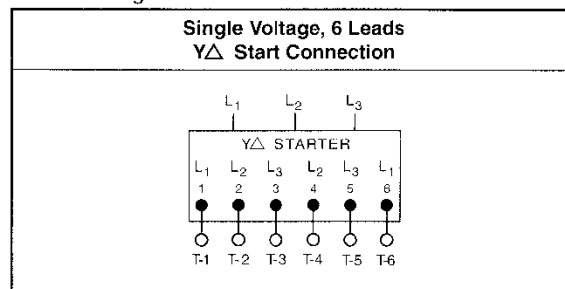 Single Voltage, 6 Leads
Y△ Start Connection
L₁ L₂ L₃
Y△ STARTER
L₁ L₂ L₃ L₂ L₃ L₁
1 2 3 4 5 6
T-1 T-2 T-3 T-4 T-5 T-6